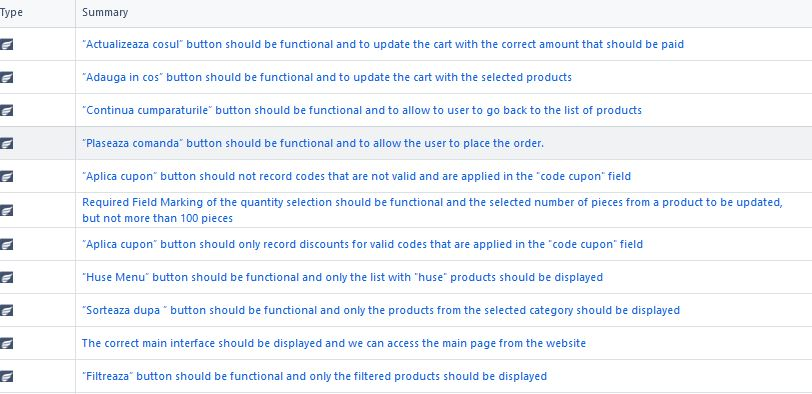 Type Summary
"Actualizeaza cosul" button should be functional and to update the cart with the correct amount that should be paid
"Adauga in cos" button should be functional and to update the cart with the selected products
"Continua cumparaturile" button should be functional and to allow to user to go back to the list of products
"Plaseaza comanda" button should be functional and to allow the user to place the order.
"Aplica cupon" button should not record codes that are not valid and are applied in the "code cupon" field
Required Field Marking of the quantity selection should be functional and the selected number of pieces from a product to be updated,
but not more than 100 pieces
"Aplica cupon" button should only record discounts for valid codes that are applied in the "code cupon" field
"Huse Menu" button should be functional and only the list with "huse" products should be displayed
"Sorteaza dupa " button should be functional and only the products from the selected category should be displayed
The correct main interface should be displayed and we can access the main page from the website
"Filtreaza" button should be functional and only the filtered products should be displayed